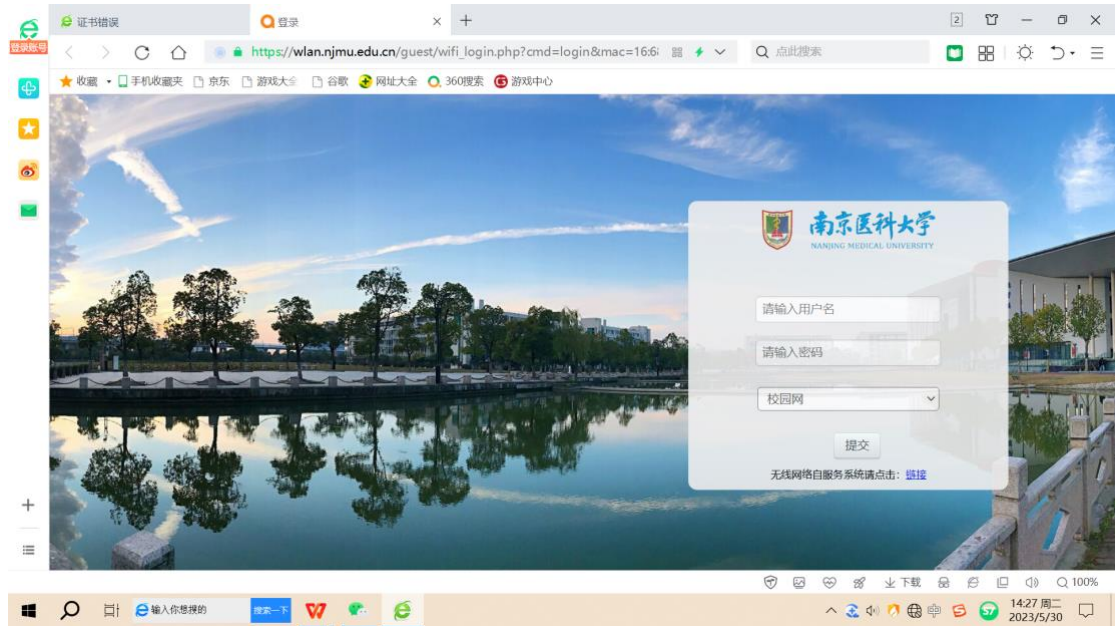 证书错误
登录
2
登录账号
https://wlan.njmu.edu.cn/guest/wifi_login.php?cmd=login&mac=16:6
点此搜索
收藏
手机收藏夹
京东
游戏大全
谷歌
网址大全
360搜索
游戏中心
南京医科大学
NANJING MEDICAL UNIVERSITY
请输入用户名
请输入密码
校园网
提交
无线网络自服务系统请点击：链接
下载
100%
输入你想搜的
搜索一下
中
14:27 周二
2023/5/30